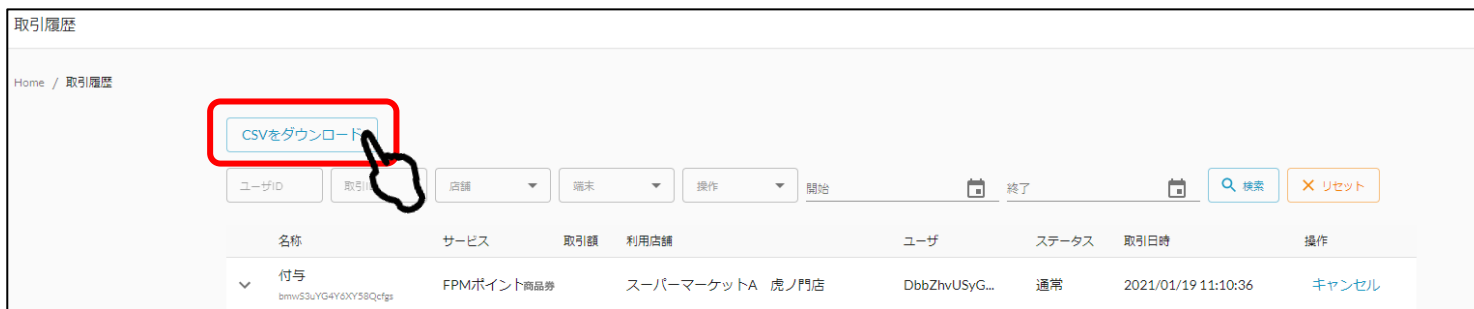 取引履歴
Home / 取引履歴
CSVをダウンロード
ユーザID 取引 店舗 端末 操作 開始 終了 検索 リセット
名称 サービス 取引額 利用店舗 ユーザ ステータス 取引日時 操作
付与 FPMポイント商品券 スーパーマーケットA 虎ノ門店 DbbZhvUSyG... 通常 2021/01/19 11:10:36 キャンセル
bmwS3uYG4Y6XY58Qcfgs